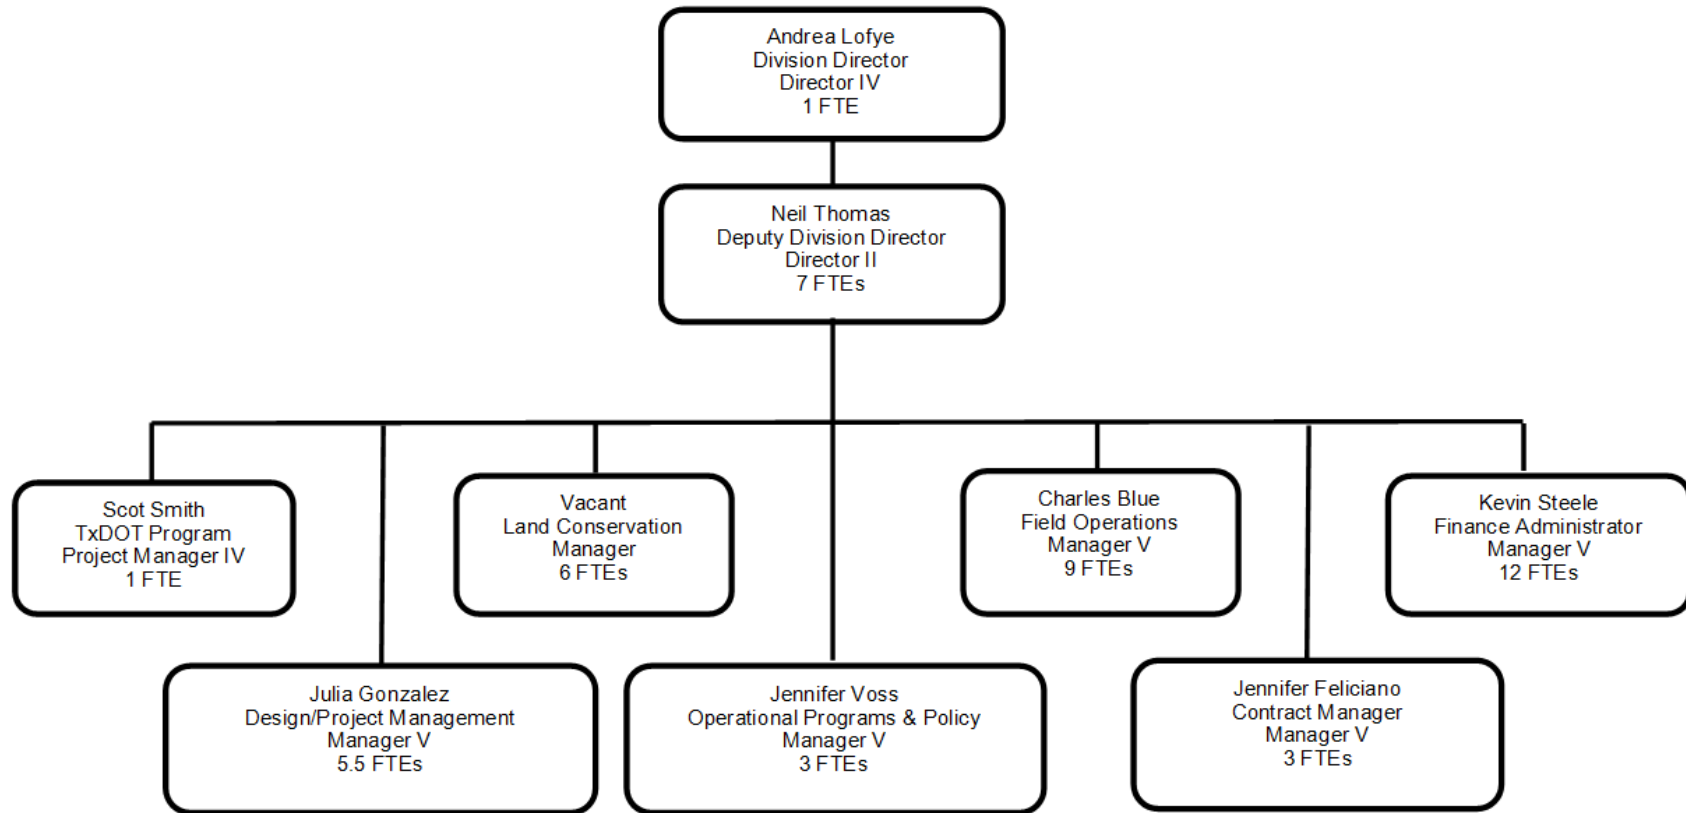 Andrea Lofye
Division Director
Director IV
1 FTE
Neil Thomas
Deputy Division Director
Director II
7 FTEs
Scot Smith
TxDOT Program
Project Manager IV
1 FTE
Vacant
Land Conservation
Manager
6 FTEs
Charles Blue
Field Operations
Manager V
9 FTEs
Kevin Steele
Finance Administrator
Manager V
12 FTEs
Julia Gonzalez
Design/Project Management
Manager V
5.5 FTEs
Jennifer Voss
Operational Programs & Policy
Manager V
3 FTEs
Jennifer Feliciano
Contract Manager
Manager V
3 FTEs